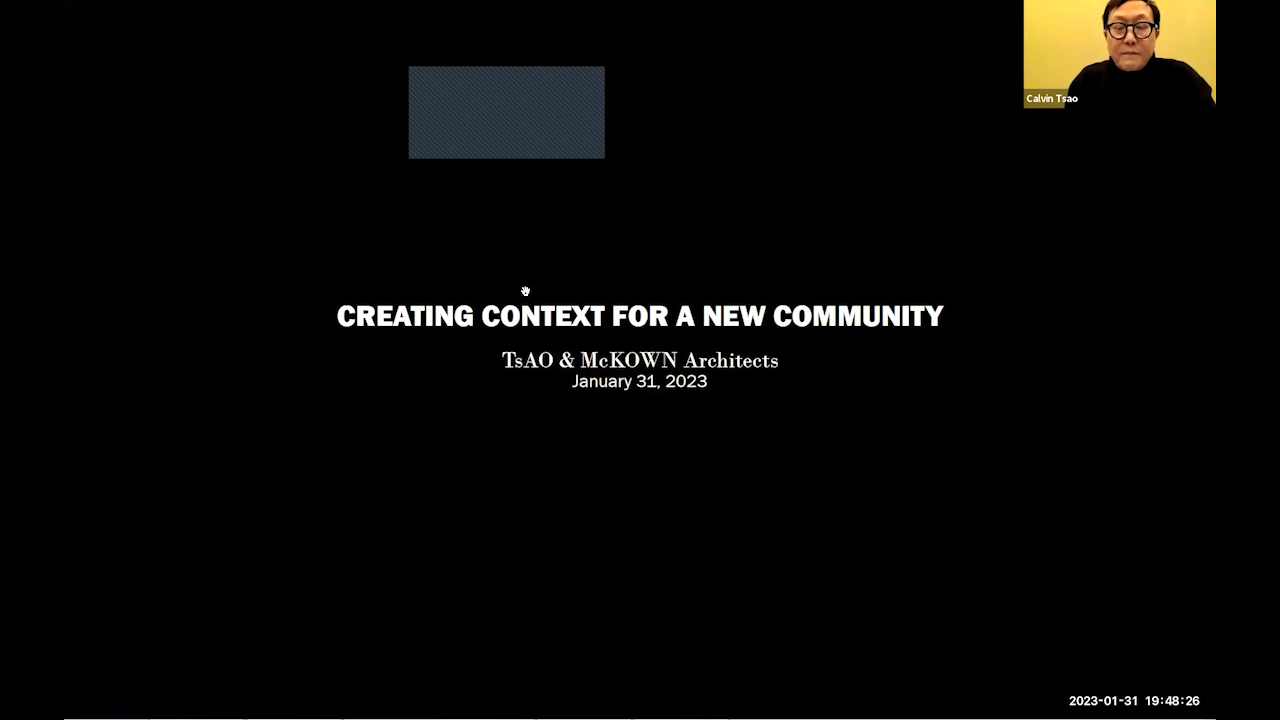 Calvin Tsao
CREATING CONTEXT FOR A NEW COMMUNITY
TsAO & McKOWN Architects
January 31, 2023
2023-01-31 19:48:26